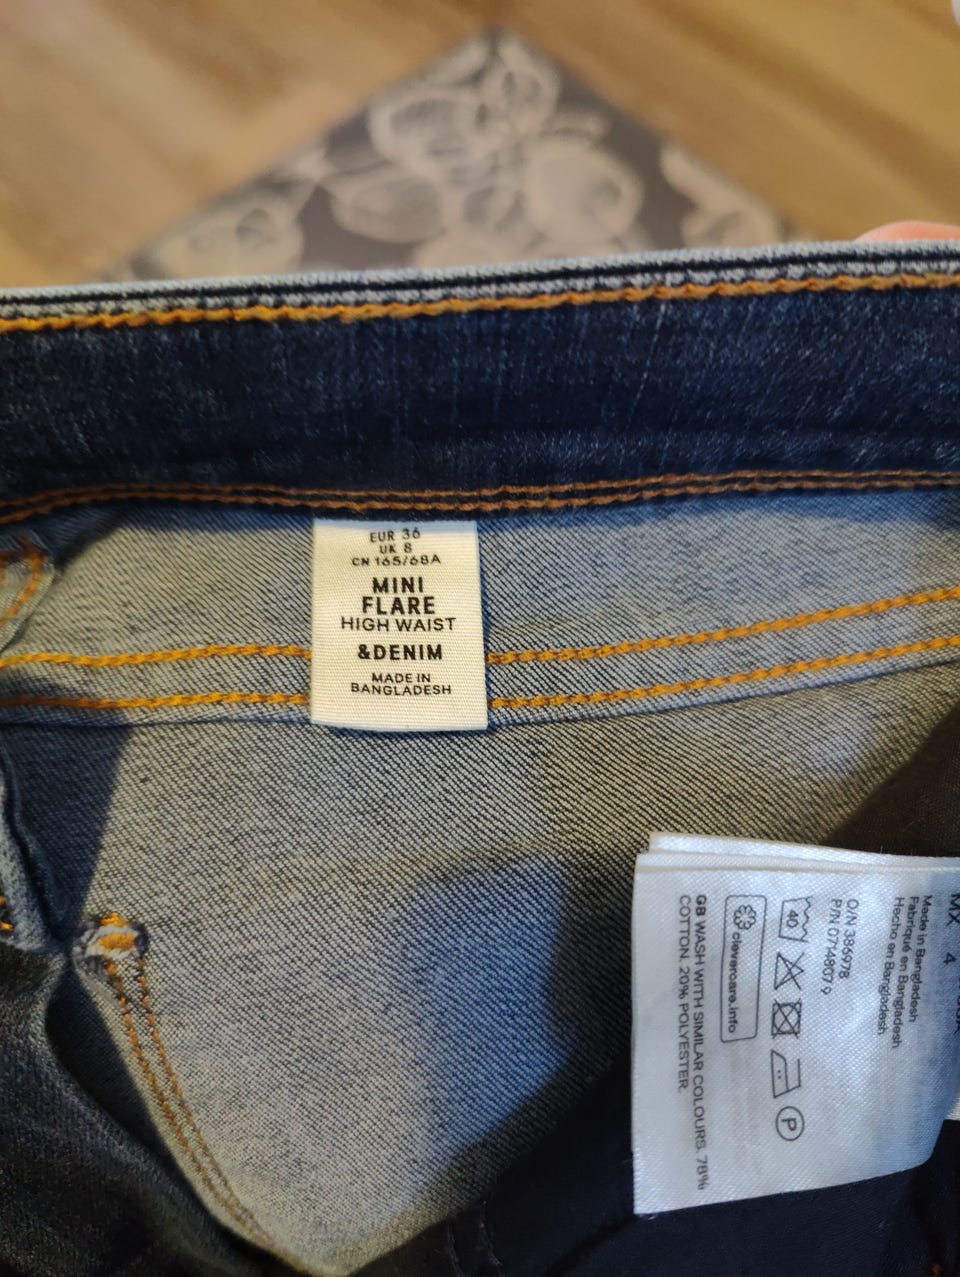 EUR 36
UK 8
CN 165/68A
MINI
FLARE
HIGH WAIST
&DENIM
MADE IN
BANGLADESH
MX 4
Made in Bangladesh
Fabriqué en Bangladesh
Hecho en Bangladesh
O/N 386978
P/N 0714807 9
40
P
clevercare.info
GB WASH WITH SIMILAR COLOURS. 78%
COTTON. 20% POLYESTER.